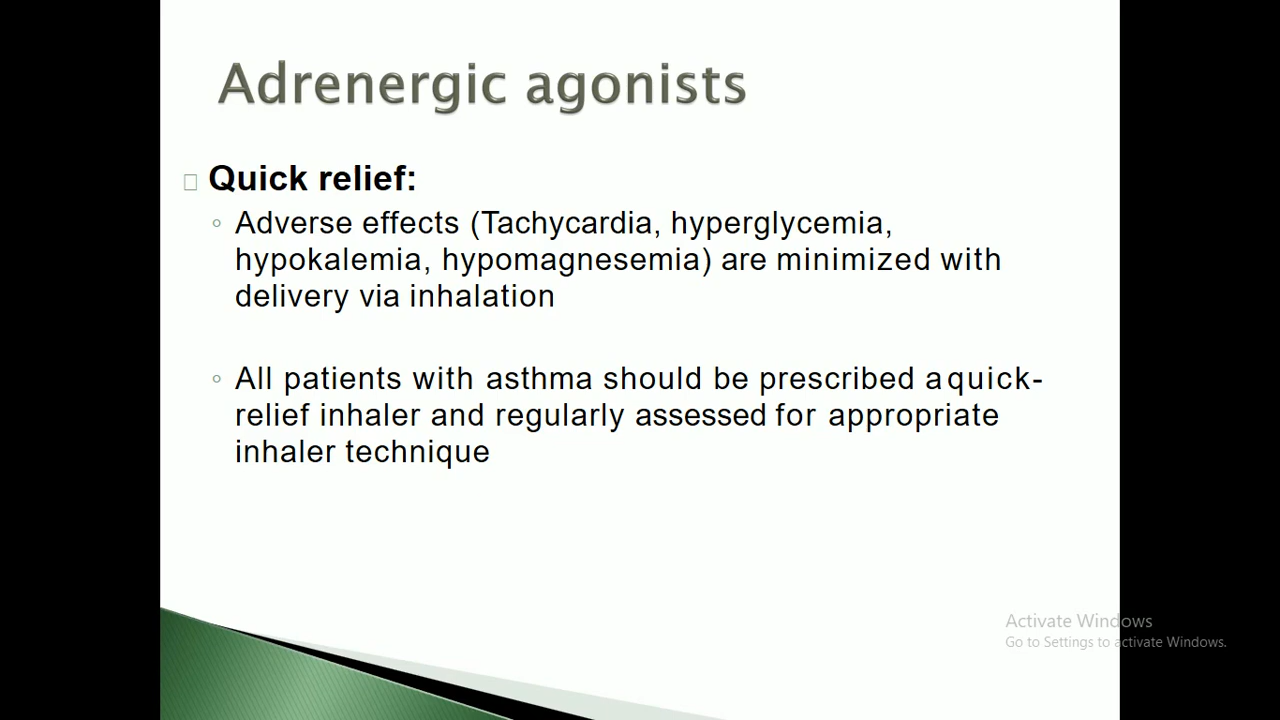 Adrenergic agonists
Quick relief:
Adverse effects (Tachycardia, hyperglycemia,
hypokalemia, hypomagnesemia) are minimized with
delivery via inhalation
All patients with asthma should be prescribed a quick-
relief inhaler and regularly assessed for appropriate
inhaler technique
Activate Windows
Go to Settings to activate Windows.